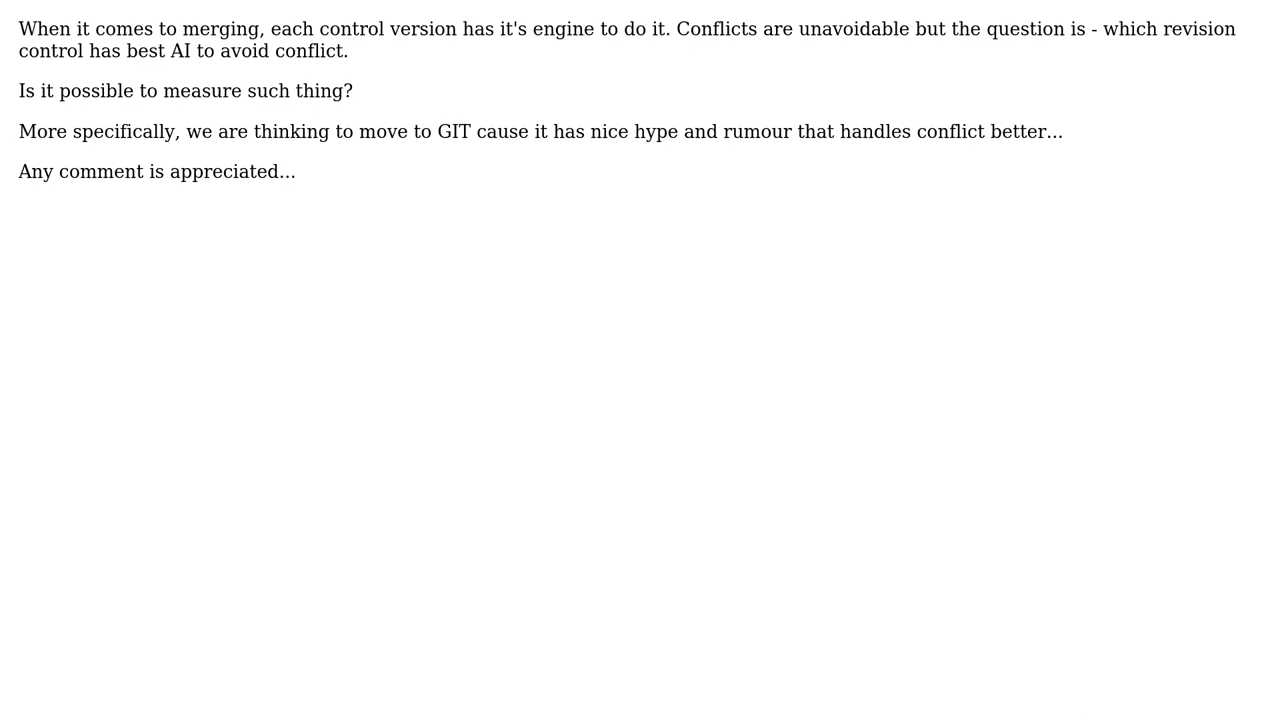 When it comes to merging, each control version has it's engine to do it. Conflicts are unavoidable but the question is - which revision
control has best AI to avoid conflict.
Is it possible to measure such thing?
More specifically, we are thinking to move to GIT cause it has nice hype and rumour that handles conflict better...
Any comment is appreciated...